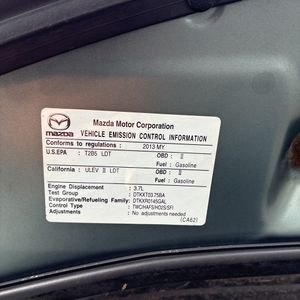 mazda
Mazda Motor Corporation
VEHICLE EMISSION CONTROL INFORMATION
Conforms to regulations : 2013 MY
U.S.EPA : T2B5 LDT OBD : II
Fuel : Gasoline
California : ULEV II LDT OBD : II
Fuel : Gasoline
Engine Displacement : 3.7L
Test Group : DTKXT03.75BA
Evaporative/Refueling Family: DTKXR0145GAL
Control Type : TWC/HAFS/HO2S/SFI
Adjustments : No adjustments needed
(CA62)